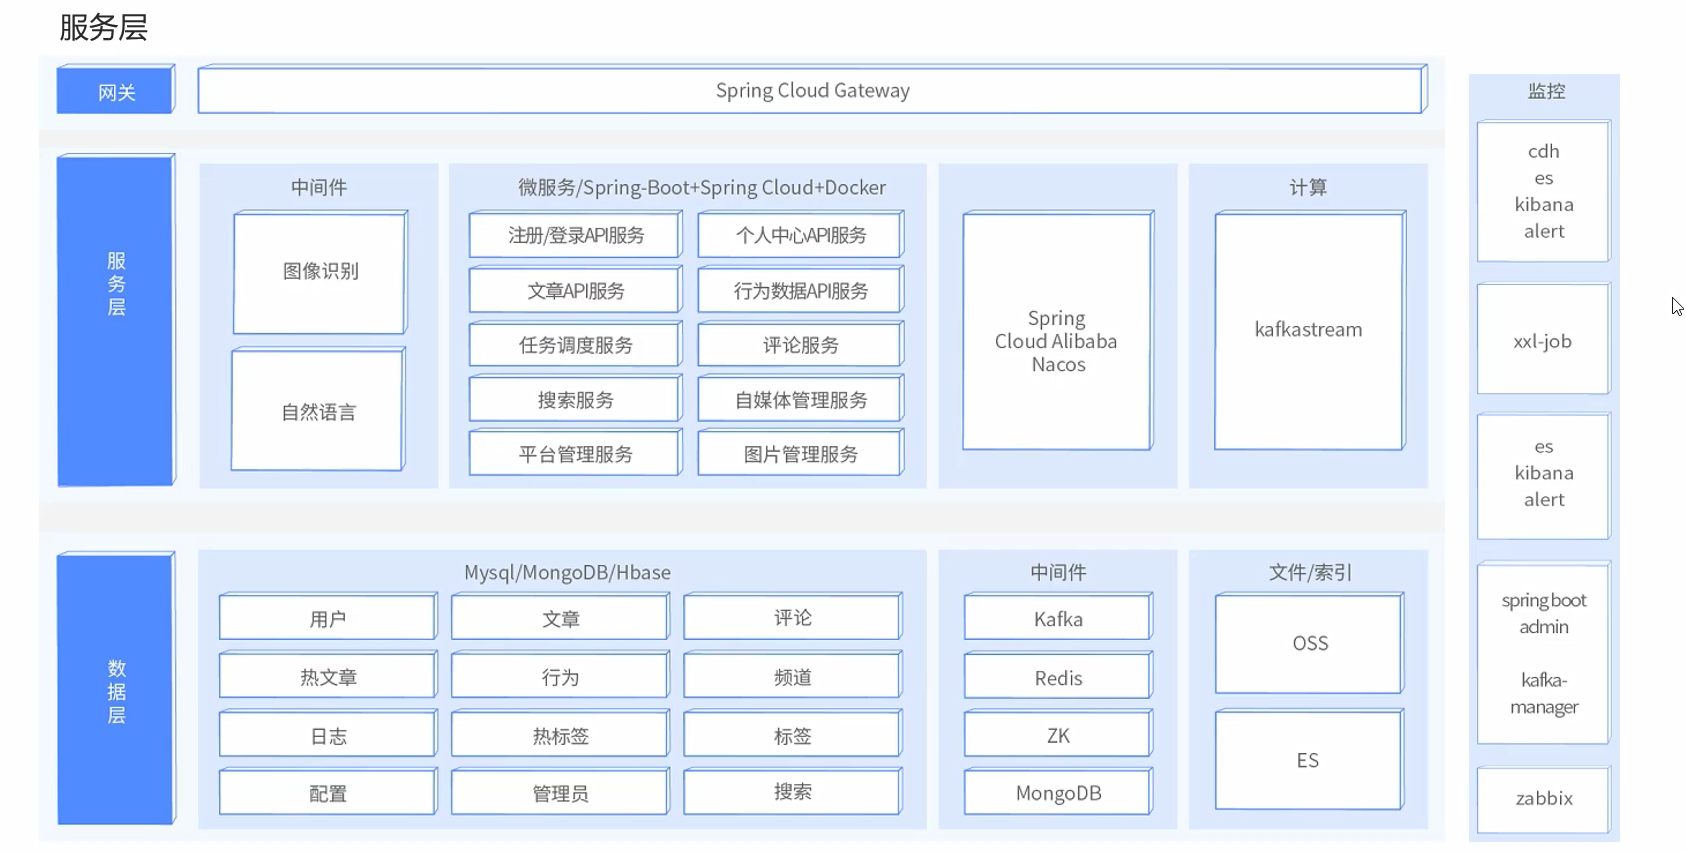 服务层
网关
Spring Cloud Gateway
服
务
层
中间件
图像识别
自然语言
微服务/Spring-Boot+Spring Cloud+Docker
注册/登录API服务
个人中心API服务
文章API服务
行为数据API服务
任务调度服务
评论服务
搜索服务
自媒体管理服务
平台管理服务
图片管理服务
Spring
Cloud Alibaba
Nacos
计算
kafkastream
数
据
层
Mysql/MongoDB/Hbase
用户
文章
评论
热文章
行为
频道
日志
热标签
标签
配置
管理员
搜索
中间件
Kafka
Redis
ZK
MongoDB
文件/索引
OSS
ES
监控
cdh
es
kibana
alert
xxl-job
es
kibana
alert
spring boot
admin
kafka-
manager
zabbix